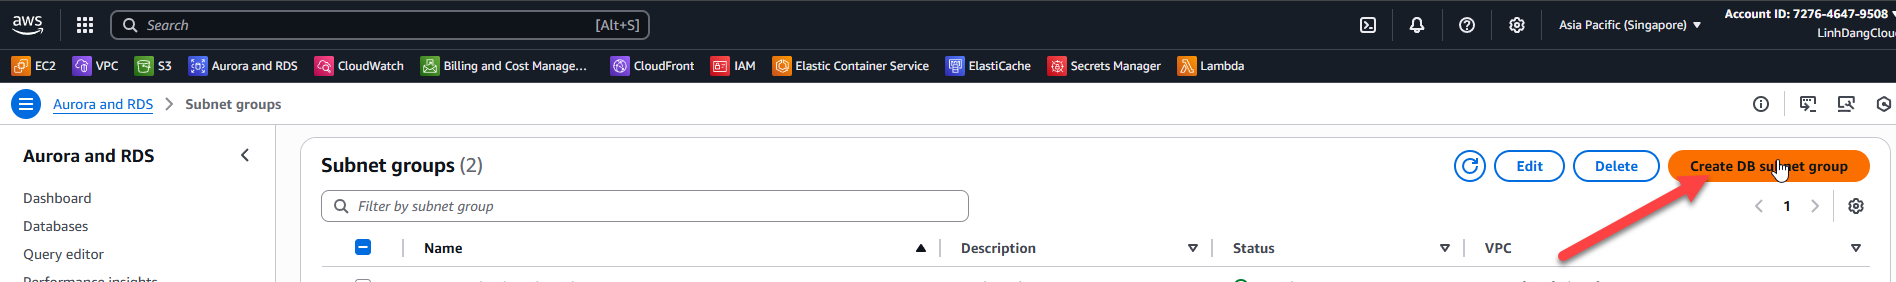 aws
Search [Alt+S]
Asia Pacific (Singapore)
Account ID: 7276-4647-9508
LinhDangClou
EC2 VPC S3 Aurora and RDS CloudWatch Billing and Cost Manage... CloudFront IAM Elastic Container Service ElastiCache Secrets Manager Lambda
Aurora and RDS > Subnet groups
Aurora and RDS
Dashboard
Databases
Query editor
Performance insights
Subnet groups (2)
Edit Delete Create DB subnet group
Filter by subnet group
1
Name Description Status VPC